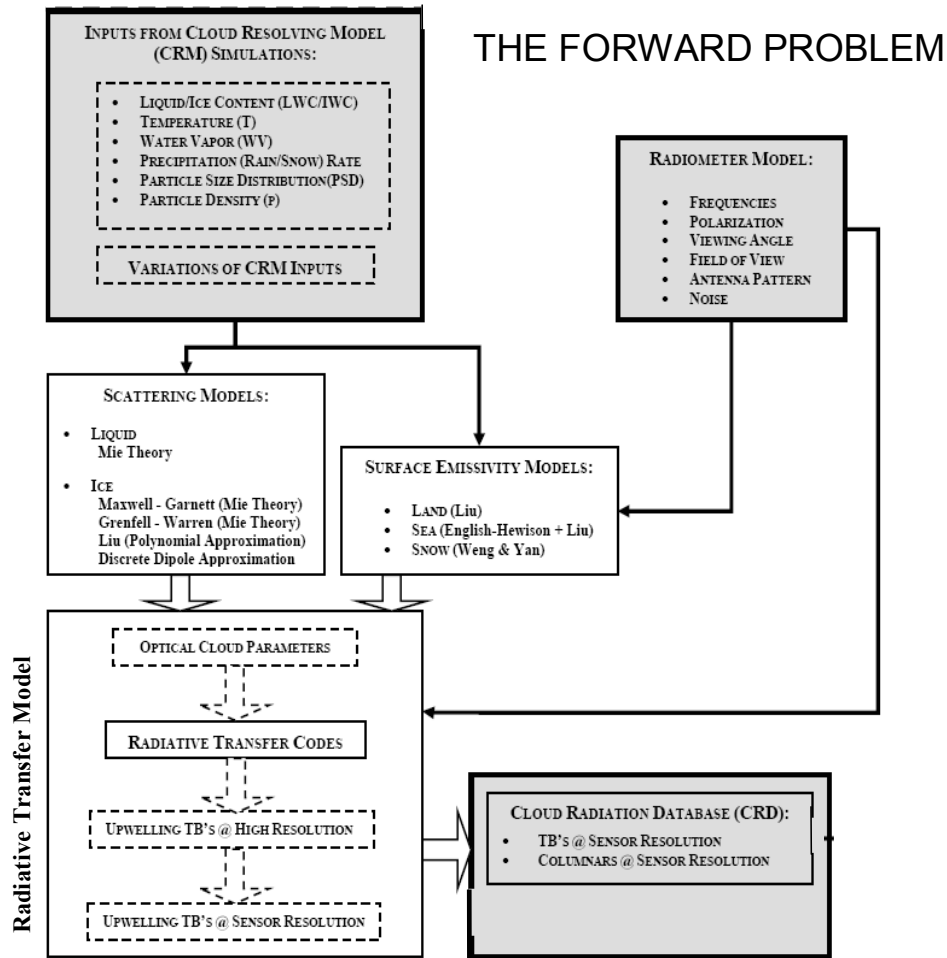 THE FORWARD PROBLEM
INPUTS FROM CLOUD RESOLVING MODEL
(CRM) SIMULATIONS:
• LIQUID/ICE CONTENT (LWC/IWC)
• TEMPERATURE (T)
• WATER VAPOR (WV)
• PRECIPITATION (RAIN/SNOW) RATE
• PARTICLE SIZE DISTRIBUTION(PSD)
• PARTICLE DENSITY (P)
VARIATIONS OF CRM INPUTS
RADIOMETER MODEL:
• FREQUENCIES
• POLARIZATION
• VIEWING ANGLE
• FIELD OF VIEW
• ANTENNA PATTERN
• NOISE
SCATTERING MODELS:
• LIQUID
Mie Theory
• ICE
Maxwell - Garnett (Mie Theory)
Grenfell - Warren (Mie Theory)
Liu (Polynomial Approximation)
Discrete Dipole Approximation
SURFACE EMISSIVITY MODELS:
• LAND (Liu)
• SEA (English-Hewison + Liu)
• SNOW (Weng & Yan)
Radiative Transfer Model
OPTICAL CLOUD PARAMETERS
RADIATIVE TRANSFER CODES
UPWELLING TB'S @ HIGH RESOLUTION
UPWELLING TB'S @ SENSOR RESOLUTION
CLOUD RADIATION DATABASE (CRD):
• TB'S @ SENSOR RESOLUTION
• COLUMNARS @ SENSOR RESOLUTION